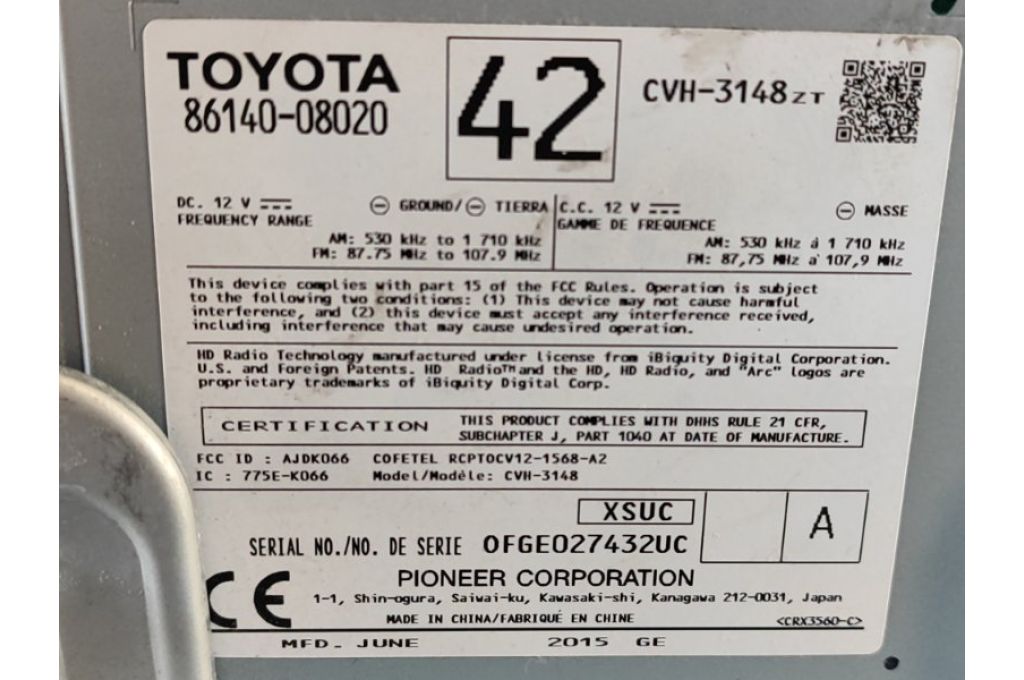 TOYOTA
86140-08020
42
CVH-3148ZT
DC. 12 V ⊖ GROUND/⊖ TIERRA
FREQUENCY RANGE
AM: 530 kHz to 1 710 kHz
FM: 87.75 MHz to 107.9 MHz
C.C. 12 V ⊖ MASSE
GAMME DE FREQUENCE
AM: 530 kHz á 1 710 kHz
FM: 87,75 MHz a' 107,9 MHz
This device complies with part 15 of the FCC Rules. Operation is subject
to the following two conditions: (1) This device may not cause harmful
interference, and (2) this device must accept any interference received,
including interference that may cause undesired operation.
HD Radio Technology manufactured under license from iBiquity Digital Corporation.
U.S. and Foreign Patents. HD Radio™ and the HD, HD Radio, and "Arc" logos are
proprietary trademarks of iBiquity Digital Corp.
CERTIFICATION
THIS PRODUCT COMPLIES WITH DHHS RULE 21 CFR,
SUBCHAPTER J, PART 1040 AT DATE OF MANUFACTURE.
FCC ID : AJDK066 COFETEL RCPTOCV12-1568-A2
IC : 775E-K066 Model/Modéle: CVH-3148
XSUC
A
SERIAL NO./NO. DE SERIE OFGE027432UC
CE
PIONEER CORPORATION
1-1, Shin-ogura, Saiwai-ku, Kawasaki-shi, Kanagawa 212-0031, Japan
MADE IN CHINA/FABRIQUÉ EN CHINE
<CRX3560-C>
MFD. JUNE 2015 GE